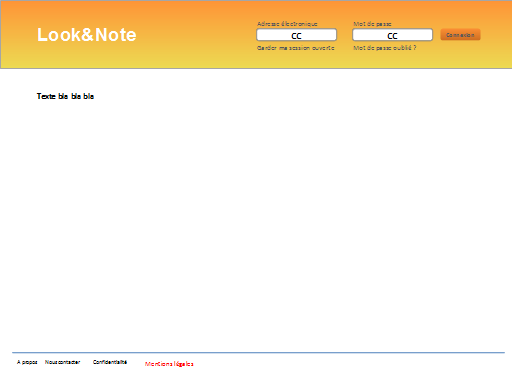 Look&Note
Adresse électronique Mot de passe
CC CC Connexion
Garder ma session ouverte Mot de passe oublié ?
Texte bla bla bla
A propos Nous contacter Confidentialité Mentions légales